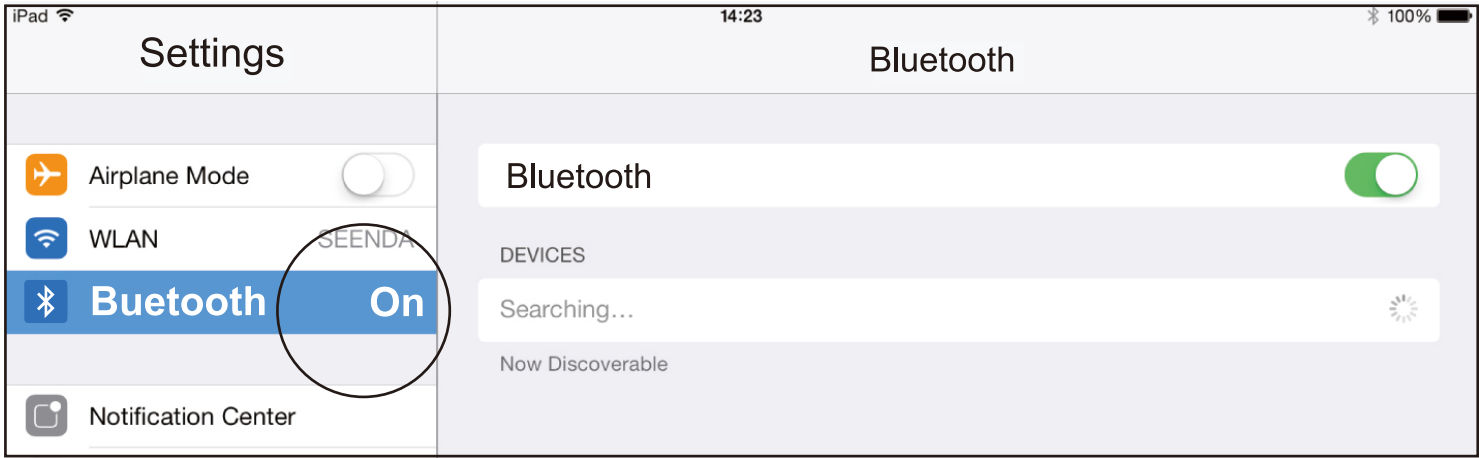 iPad 14:23 100%
Settings
Bluetooth
Airplane Mode
WLAN SEENDA
Buetooth On
Notification Center
Bluetooth
DEVICES
Searching...
Now Discoverable